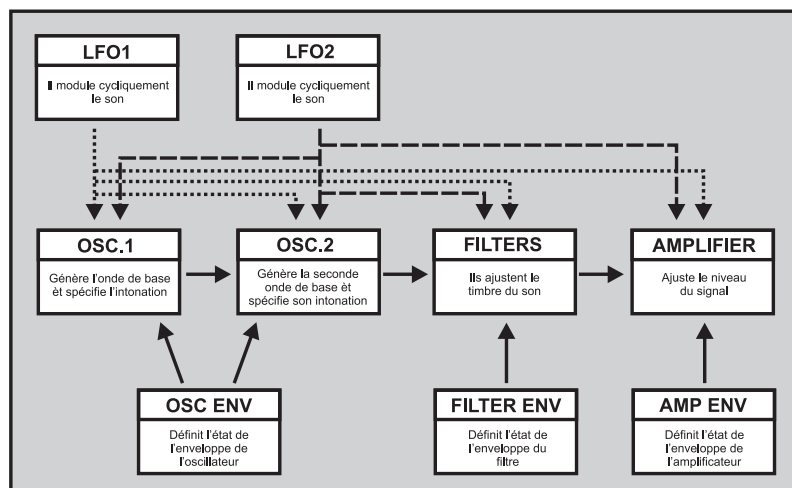 LFO1
Il module cycliquement
le son
LFO2
Il module cycliquement
le son
OSC.1
Génère l'onde de base
èt spécifie l'intonation
OSC.2
Génère la seconde
onde de base èt
spécifie son intonation
FILTERS
Ils ajustent le
timbre du son
AMPLIFIER
Ajuste le niveau
du signal
OSC ENV
Définit l'état de
l'enveloppe de
l'oscillateur
FILTER ENV
Définit l'état de
l'enveloppe du
filtre
AMP ENV
Définit l'état de
l'enveloppe de
l'amplificateur